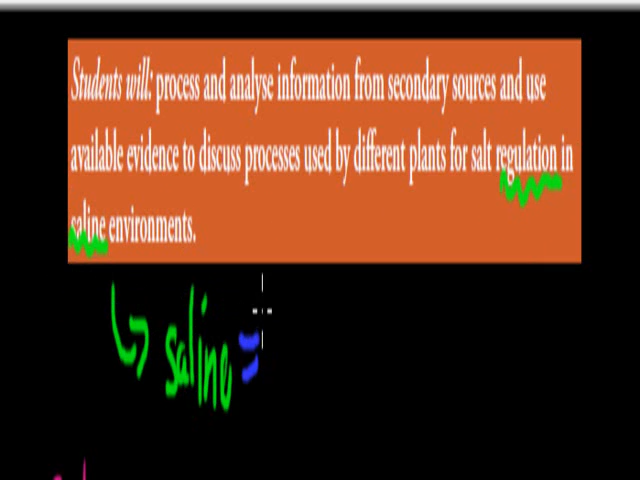 Students will: process and analyse information from secondary sources and use
available evidence to discuss processes used by different plants for salt regulation in
saline environments.
saline =